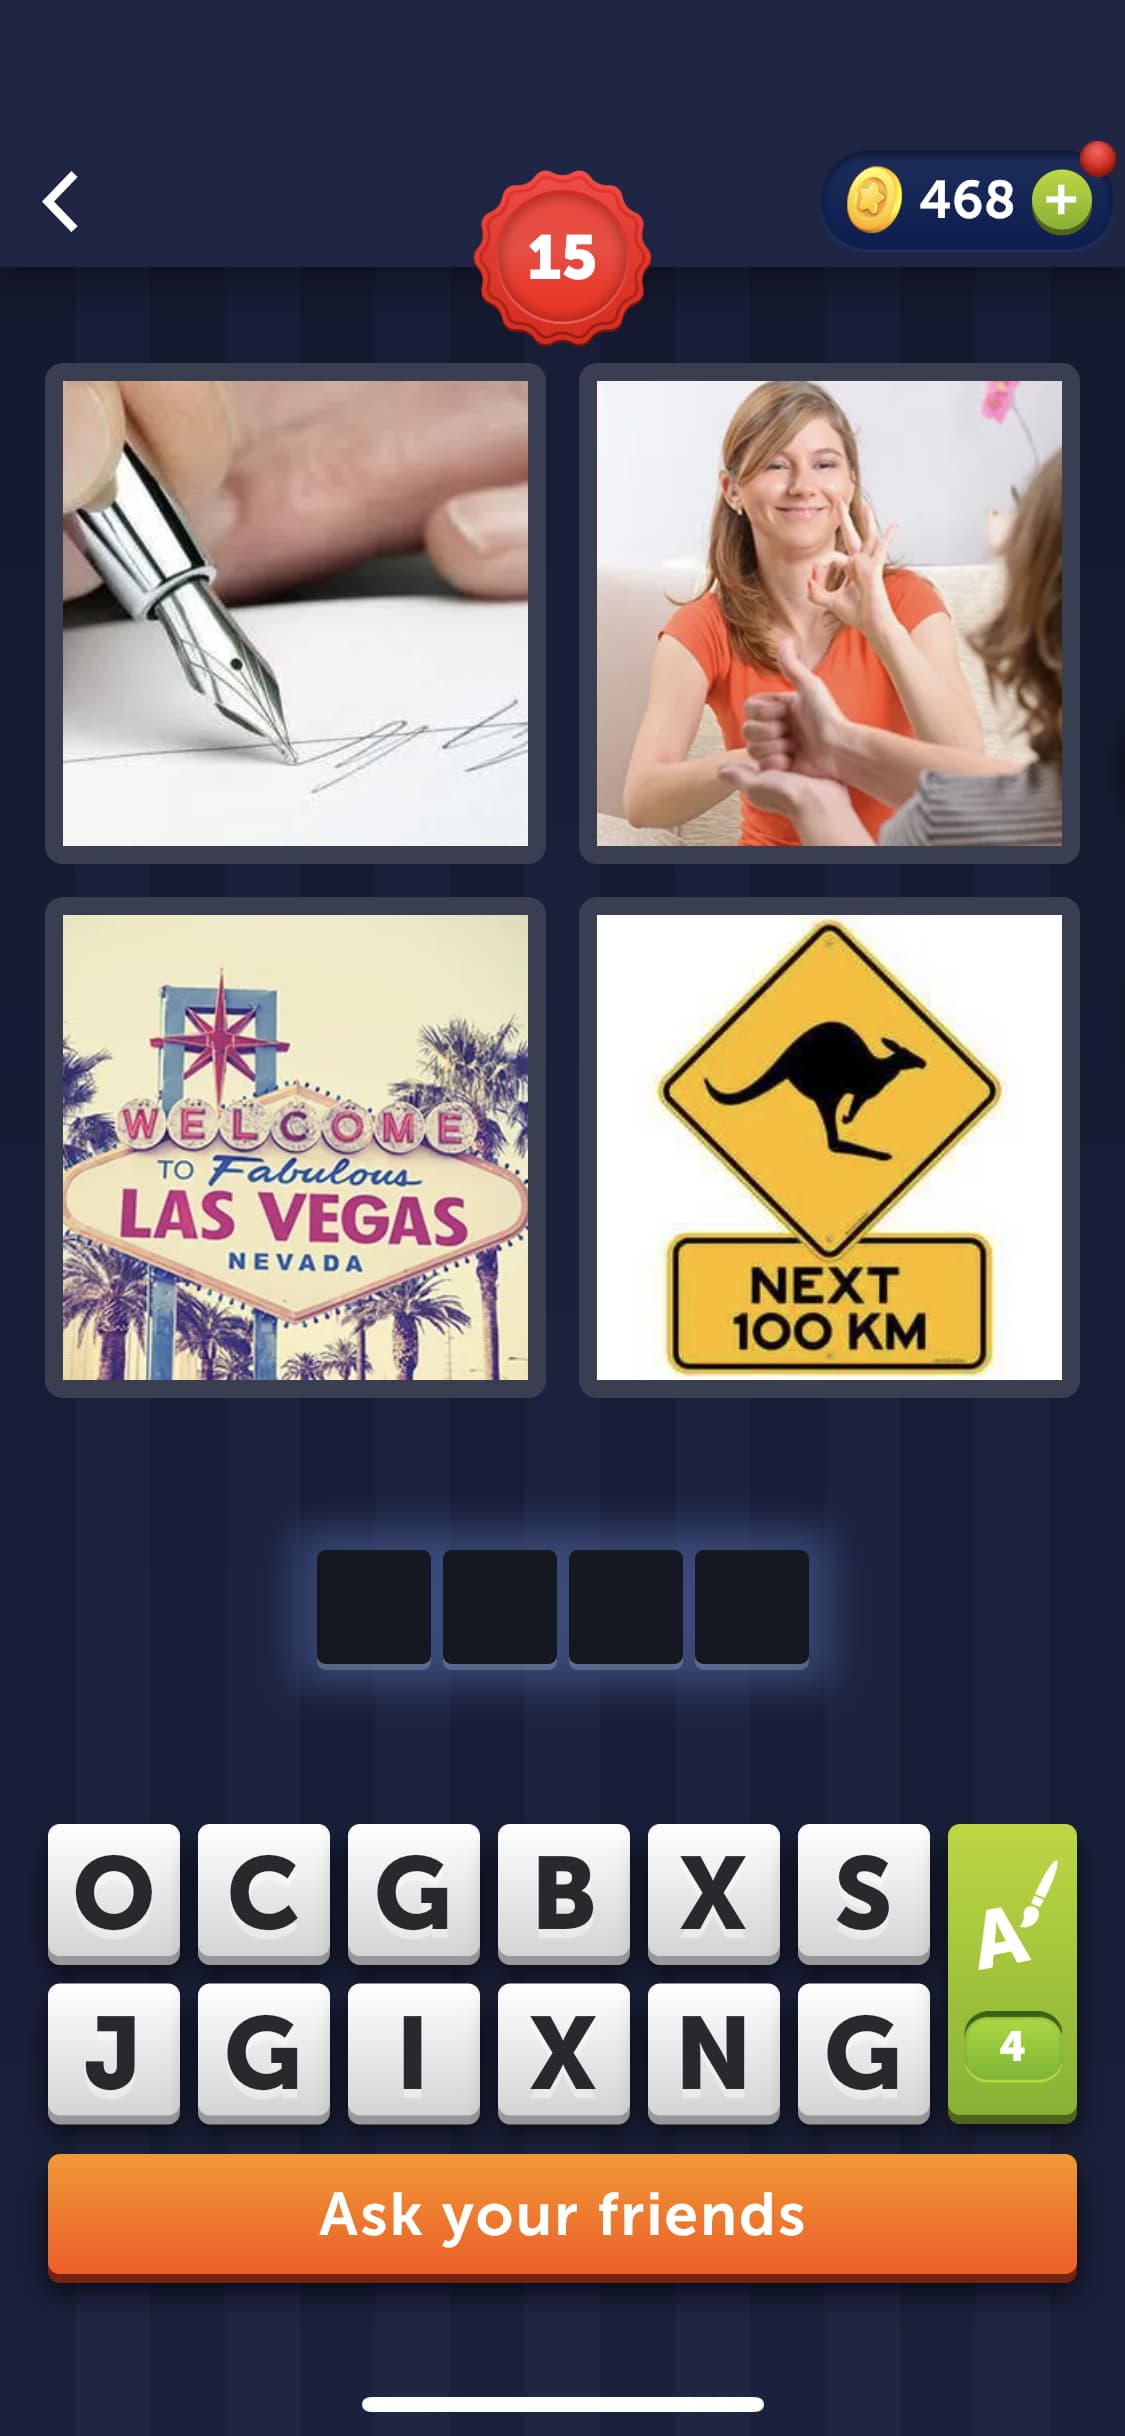 468
15
WELCOME
TO Fabulous
LAS VEGAS
NEVADA
NEXT
100 KM
O C G B X S
A
J G I X N G
4
Ask your friends